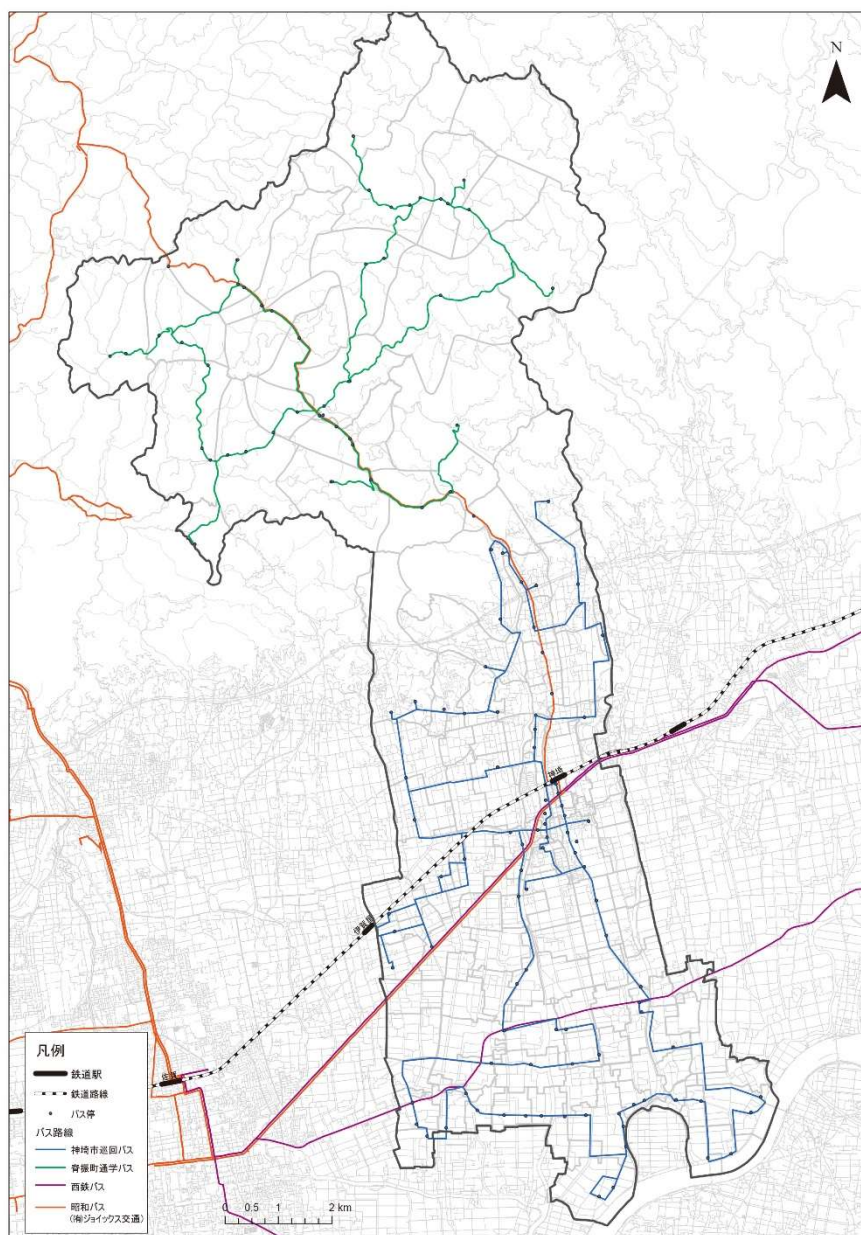 N
神埼
伊賀屋
佐賀
凡例
鉄道駅
鉄道路線
バス停
バス路線
神埼市巡回バス
脊振町通学バス
西鉄バス
昭和バス
(㈲ジョイックス交通)
0 0.5 1 2 km